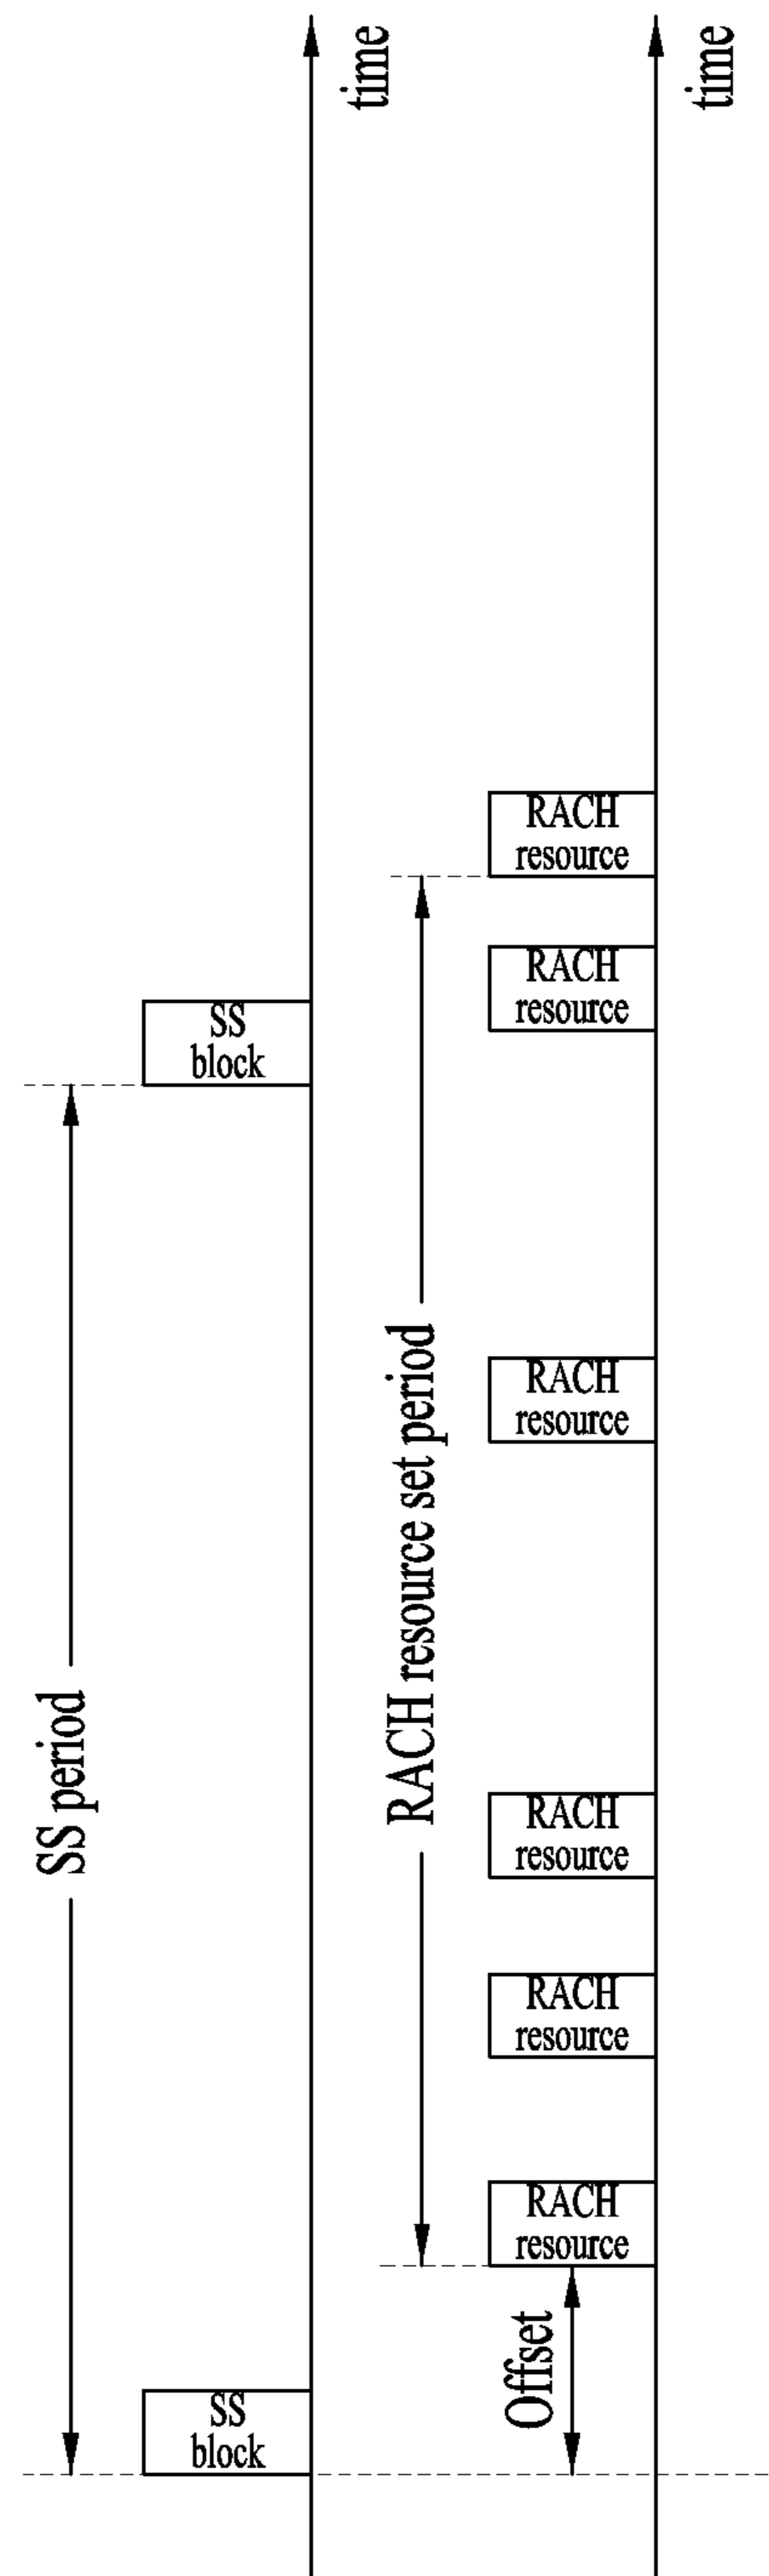 time
time
RACH
resource
RACH
resource
SS
block
RACH
resource
RACH resource set period
SS period
RACH
resource
RACH
resource
RACH
resource
Offset
SS
block